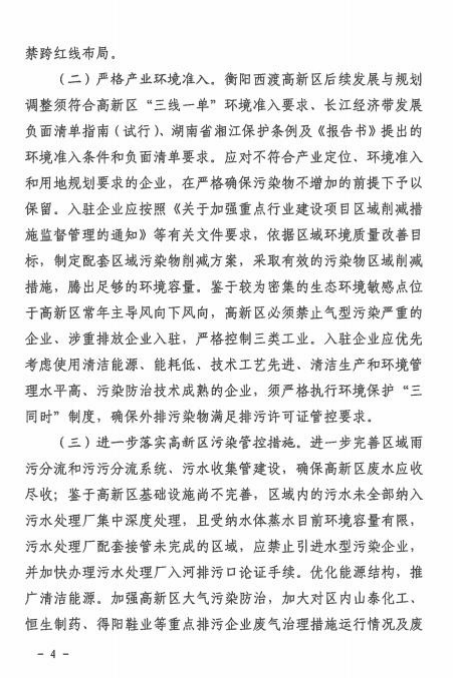 禁跨红线布局。
（二）严格产业环境准入。衡阳西渡高新区后续发展与规划
调整须符合高新区“三线一单”环境准入要求、长江经济带发展
负面清单指南（试行）、湖南省湘江保护条例及《报告书》提出的
环境准入条件和负面清单要求。应对不符合产业定位、环境准入
和用地规划要求的企业，在严格确保污染物不增加的前提下予以
保留。入驻企业应按照《关于加强重点行业建设项目区域削减措
施监督管理的通知》等有关文件要求，依据区域环境质量改善目
标，制定配套区域污染物削减方案，采取有效的污染物区域削减
措施，腾出足够的环境容量。鉴于较为密集的生态环境敏感点位
于高新区常年主导风向下风向，高新区必须禁止气型污染严重的
企业、涉重排放企业入驻，严格控制三类工业。入驻企业应优先
考虑使用清洁能源、能耗低、技术工艺先进、清洁生产和环境管
理水平高、污染防治技术成熟的企业，须严格执行环境保护“三
同时”制度，确保外排污染物满足排污许可证管控要求。
（三）进一步落实高新区污染管控措施。进一步完善区域雨
污分流和污污分流系统、污水收集管建设，确保高新区废水应收
尽收；鉴于高新区基础设施尚不完善，区域内的污水未全部纳入
污水处理厂集中深度处理，且受纳水体蒸水目前环境容量有限，
污水处理厂配套接管未完成的区域，应禁止引进水型污染企业，
并加快办理污水处理厂入河排污口论证手续。优化能源结构，推
广清洁能源。加强高新区大气污染防治，加大对区内山泰化工、
恒生制药、得阳鞋业等重点排污企业废气治理措施运行情况及废
- 4 -